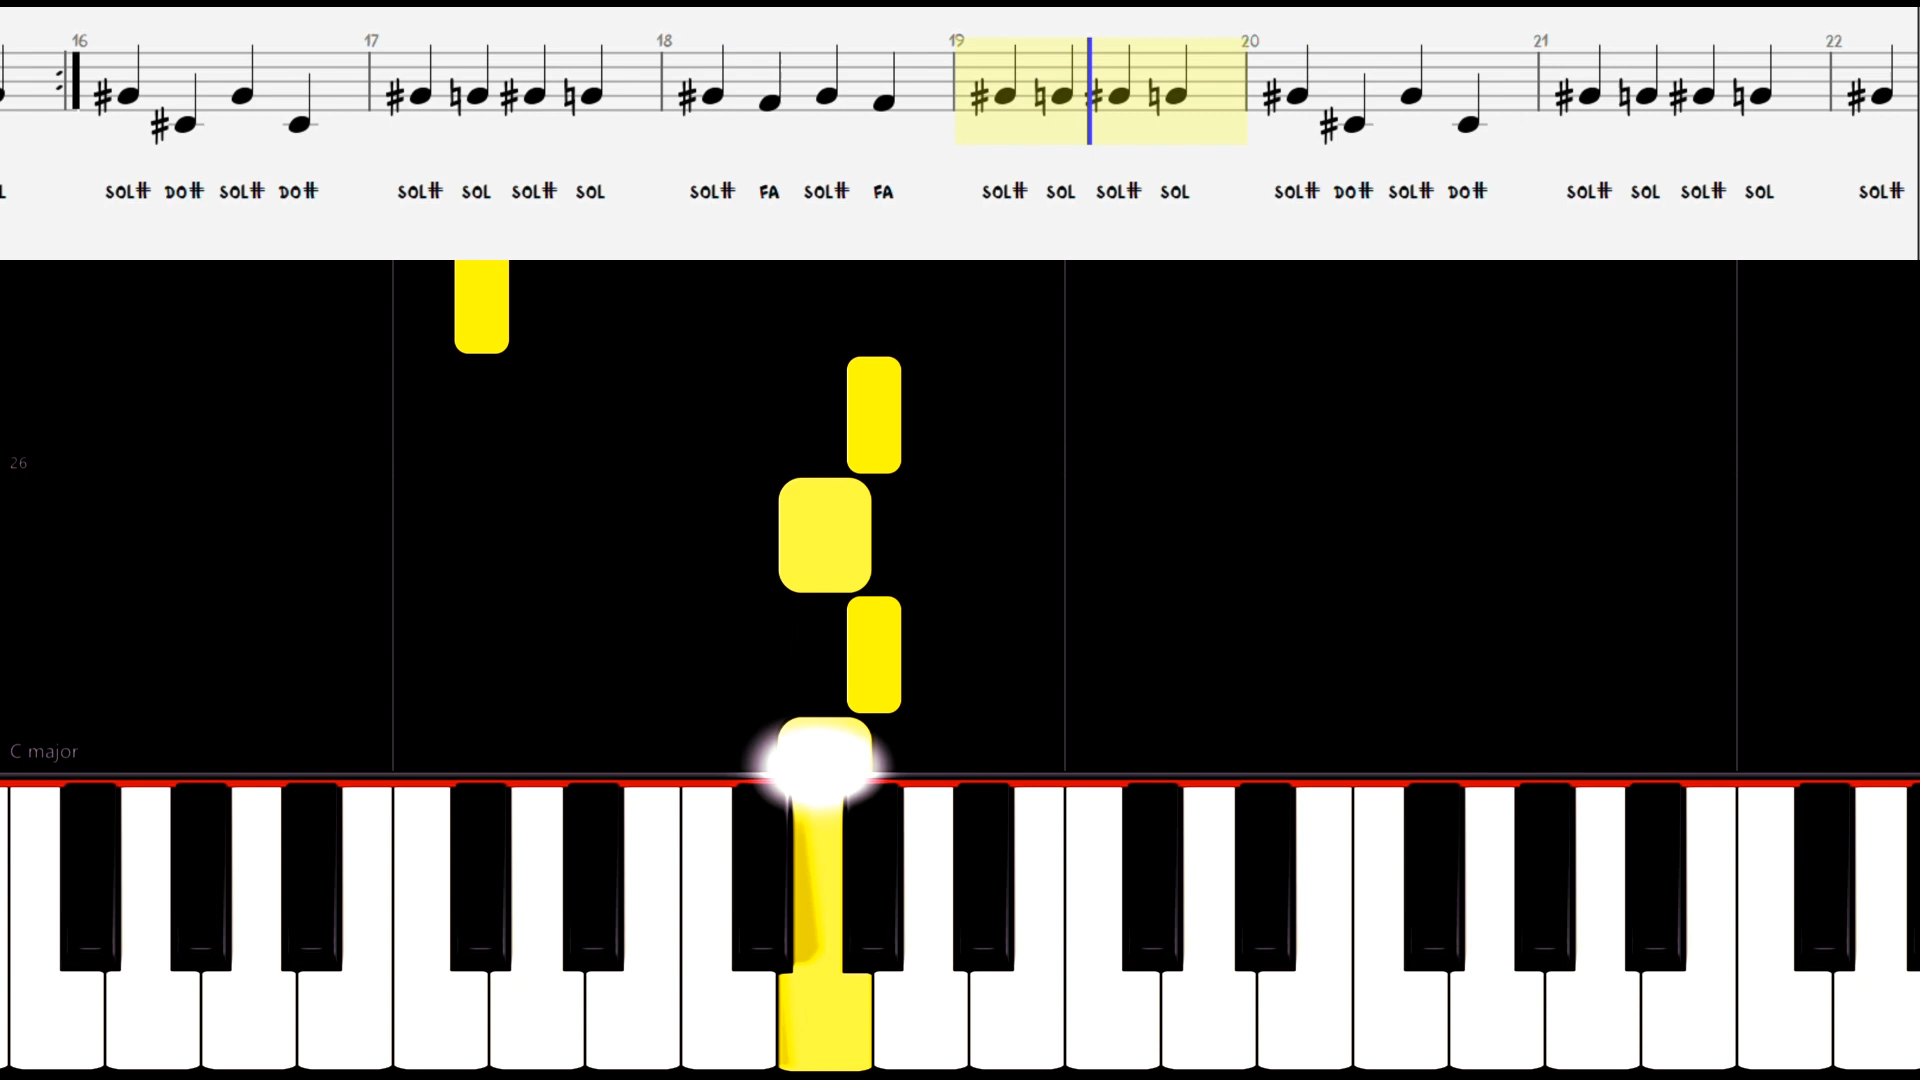 16 17 18 19 20 21 22
L SOL# DO# SOL# DO# SOL# SOL SOL# SOL SOL# FA SOL# FA SOL# SOL SOL# SOL SOL# DO# SOL# DO# SOL# SOL SOL# SOL SOL#
26
C major